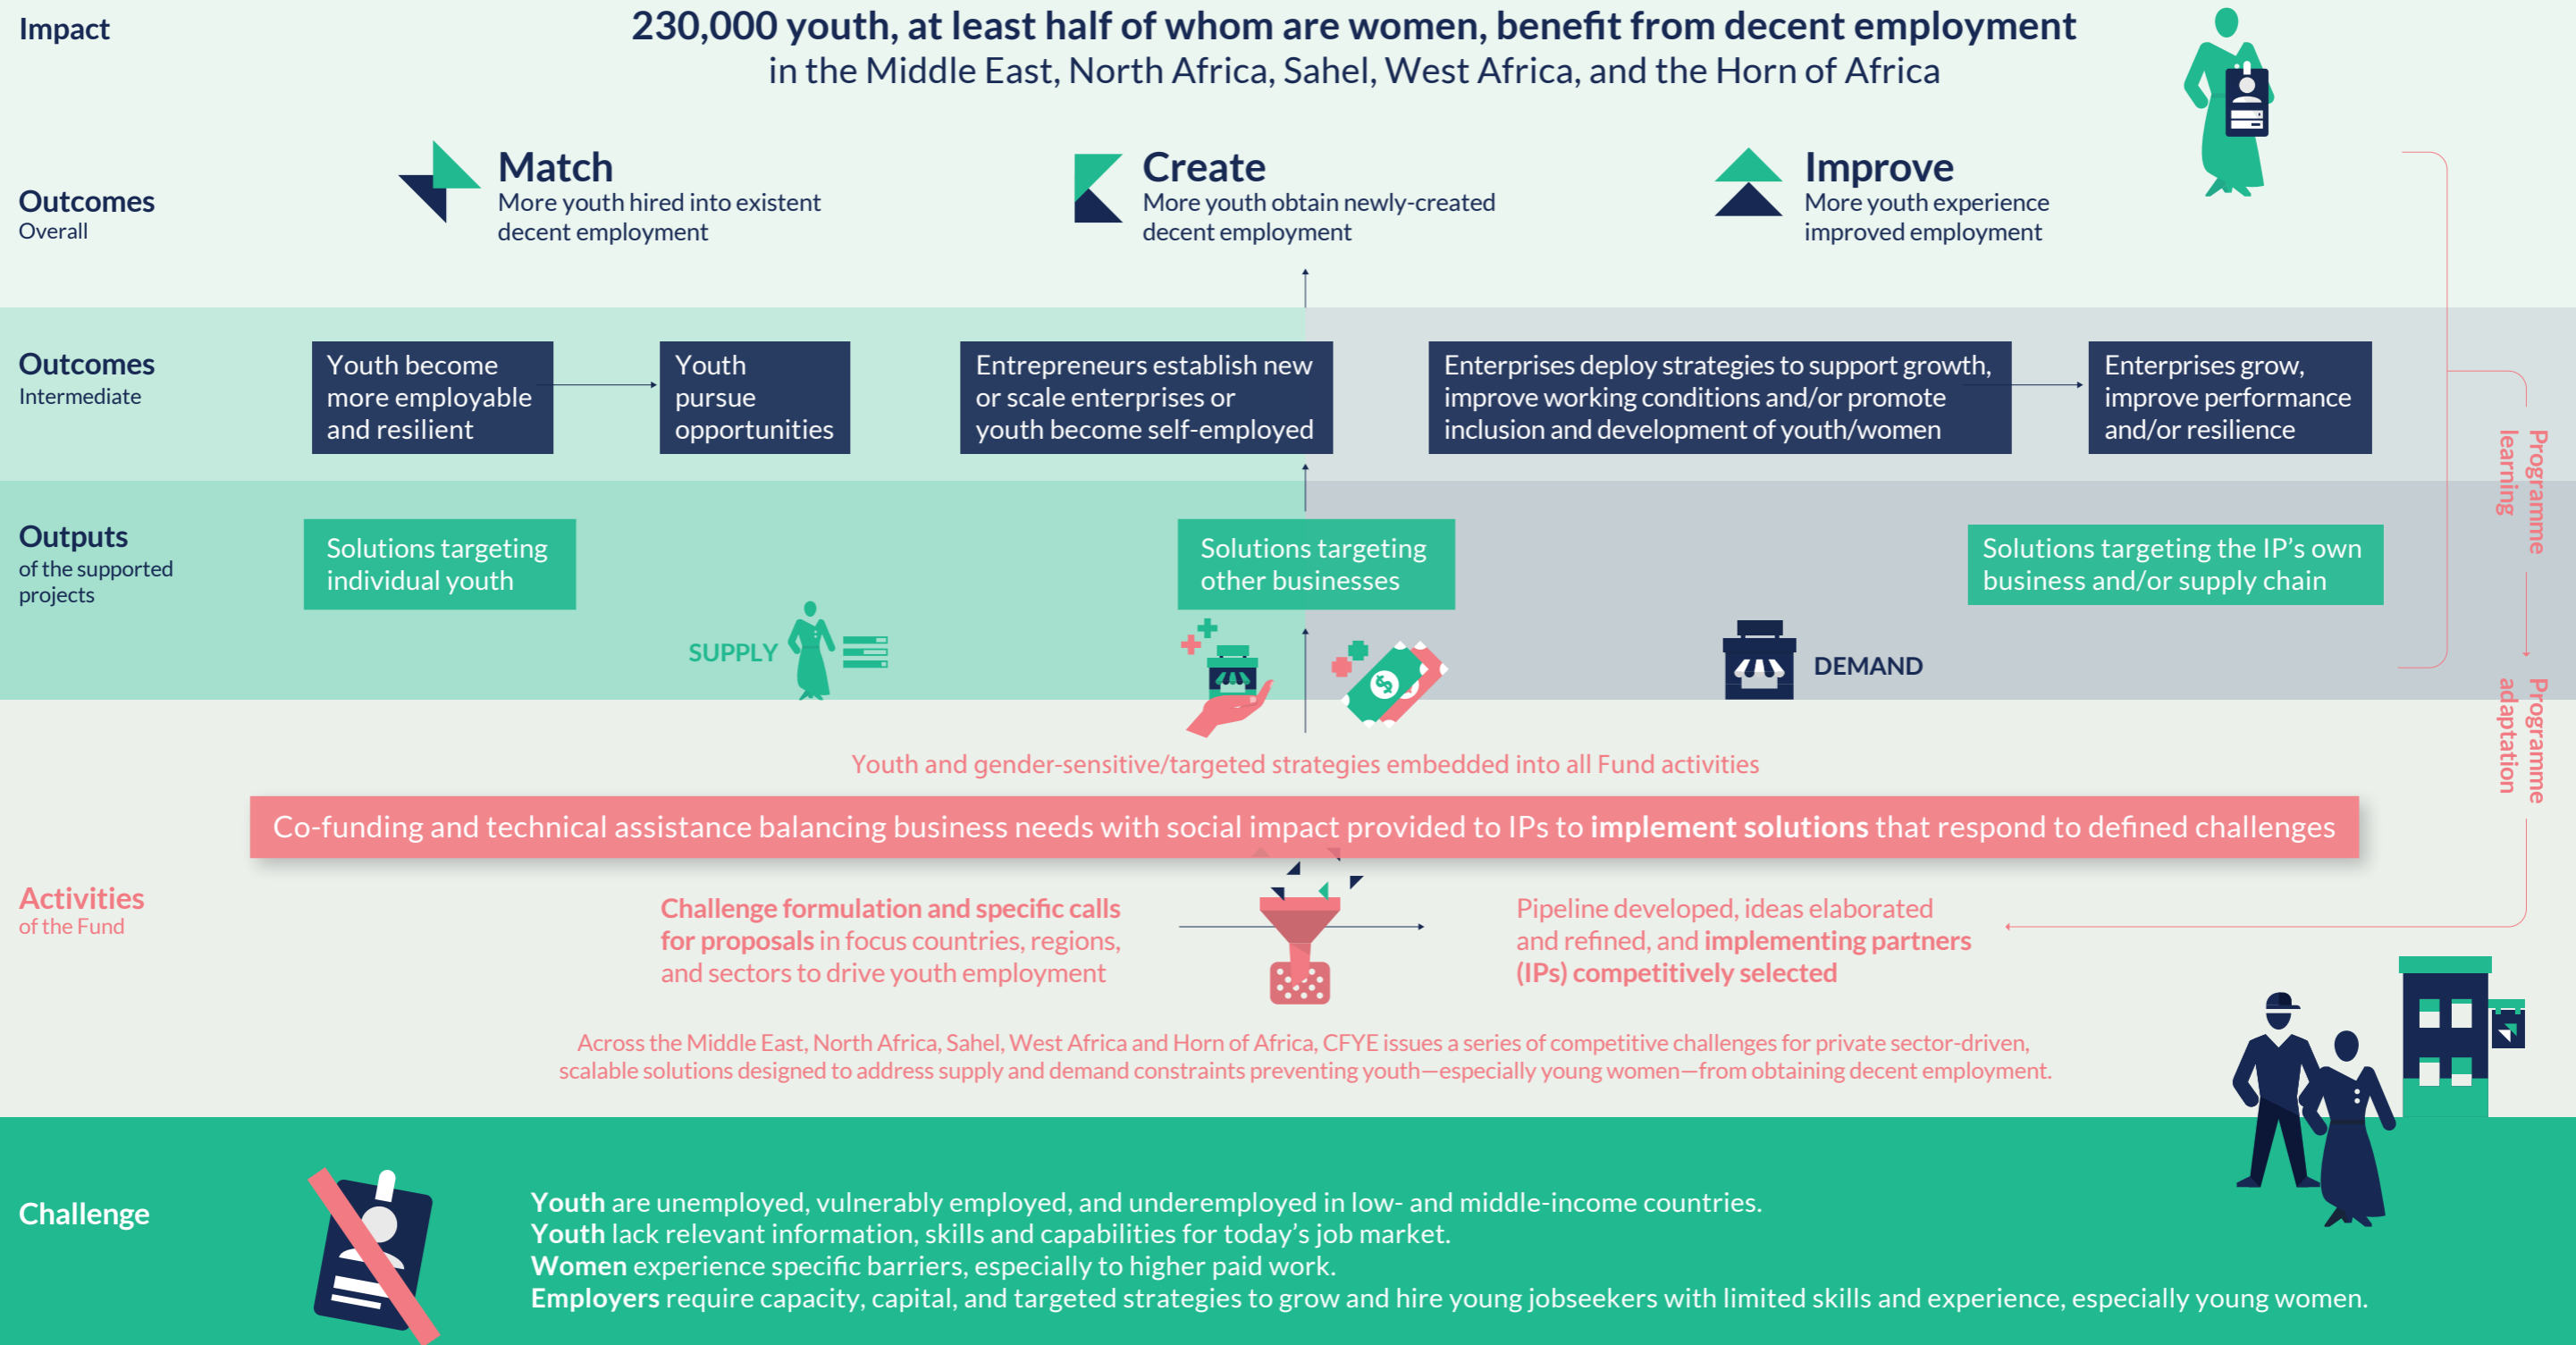 Impact
230,000 youth, at least half of whom are women, benefit from decent employment
in the Middle East, North Africa, Sahel, West Africa, and the Horn of Africa
Outcomes
Overall
Match
More youth hired into existent
decent employment
Create
More youth obtain newly-created
decent employment
Improve
More youth experience
improved employment
Outcomes
Intermediate
Youth become
more employable
and resilient
Youth
pursue
opportunities
Entrepreneurs establish new
or scale enterprises or
youth become self-employed
Enterprises deploy strategies to support growth,
improve working conditions and/or promote
inclusion and development of youth/women
Enterprises grow,
improve performance
and/or resilience
Programme
learning
Outputs
of the supported
projects
Solutions targeting
individual youth
Solutions targeting
other businesses
Solutions targeting the IP’s own
business and/or supply chain
SUPPLY
DEMAND
Programme
adaptation
Youth and gender-sensitive/targeted strategies embedded into all Fund activities
Co-funding and technical assistance balancing business needs with social impact provided to IPs to implement solutions that respond to defined challenges
Activities
of the Fund
Challenge formulation and specific calls
for proposals in focus countries, regions,
and sectors to drive youth employment
Pipeline developed, ideas elaborated
and refined, and implementing partners
(IPs) competitively selected
Across the Middle East, North Africa, Sahel, West Africa and Horn of Africa, CFYE issues a series of competitive challenges for private sector-driven,
scalable solutions designed to address supply and demand constraints preventing youth—especially young women—from obtaining decent employment.
Challenge
Youth are unemployed, vulnerably employed, and underemployed in low- and middle-income countries.
Youth lack relevant information, skills and capabilities for today’s job market.
Women experience specific barriers, especially to higher paid work.
Employers require capacity, capital, and targeted strategies to grow and hire young jobseekers with limited skills and experience, especially young women.